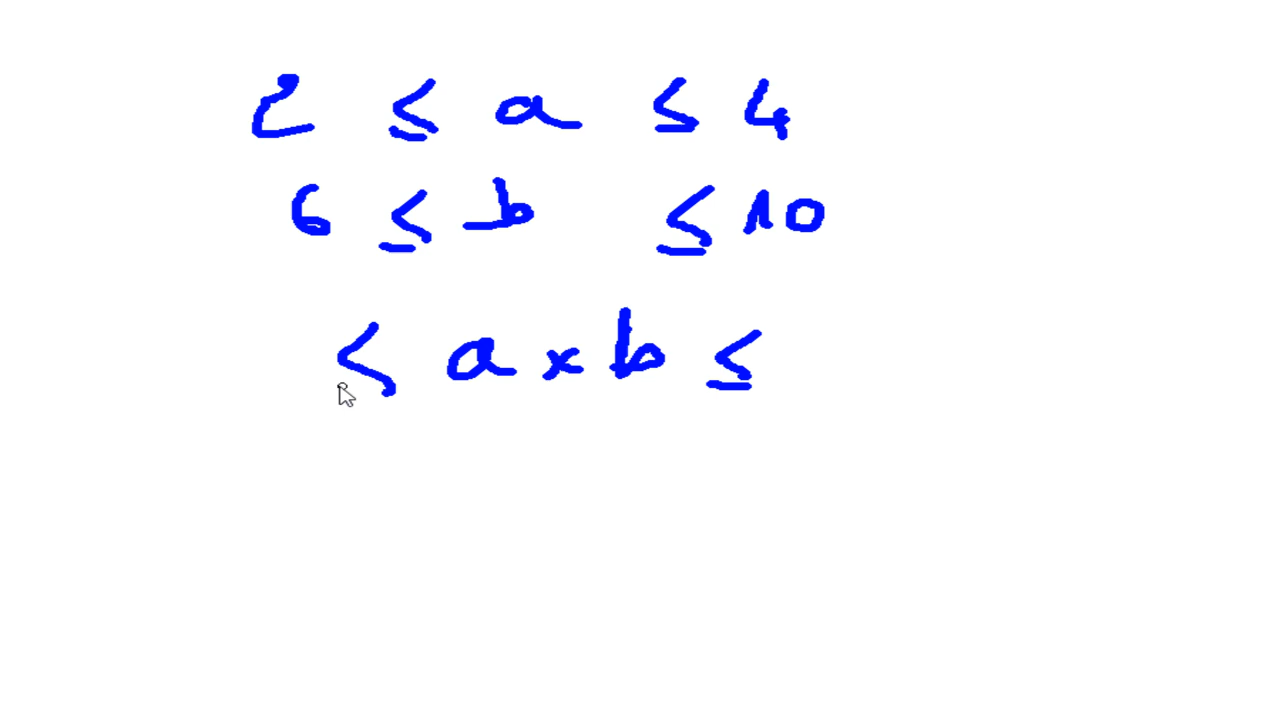 2 ≤ a ≤ 4
6 ≤ b ≤ 10
< a × b ≤